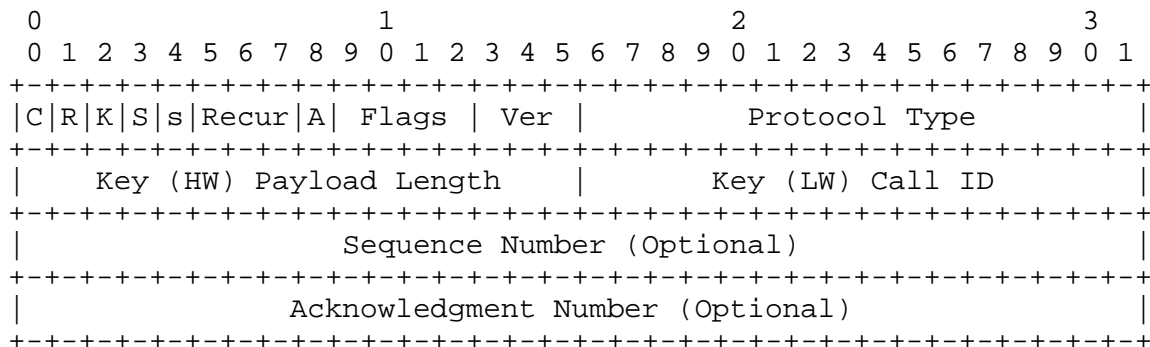 0                   1                   2                   3
 0 1 2 3 4 5 6 7 8 9 0 1 2 3 4 5 6 7 8 9 0 1 2 3 4 5 6 7 8 9 0 1
+-+-+-+-+-+-+-+-+-+-+-+-+-+-+-+-+-+-+-+-+-+-+-+-+-+-+-+-+-+-+-+-+
|C|R|K|S|s|Recur|A| Flags | Ver |         Protocol Type         |
+-+-+-+-+-+-+-+-+-+-+-+-+-+-+-+-+-+-+-+-+-+-+-+-+-+-+-+-+-+-+-+-+
|    Key (HW) Payload Length    |       Key (LW) Call ID        |
+-+-+-+-+-+-+-+-+-+-+-+-+-+-+-+-+-+-+-+-+-+-+-+-+-+-+-+-+-+-+-+-+
|                  Sequence Number (Optional)                   |
+-+-+-+-+-+-+-+-+-+-+-+-+-+-+-+-+-+-+-+-+-+-+-+-+-+-+-+-+-+-+-+-+
|               Acknowledgment Number (Optional)                |
+-+-+-+-+-+-+-+-+-+-+-+-+-+-+-+-+-+-+-+-+-+-+-+-+-+-+-+-+-+-+-+-+